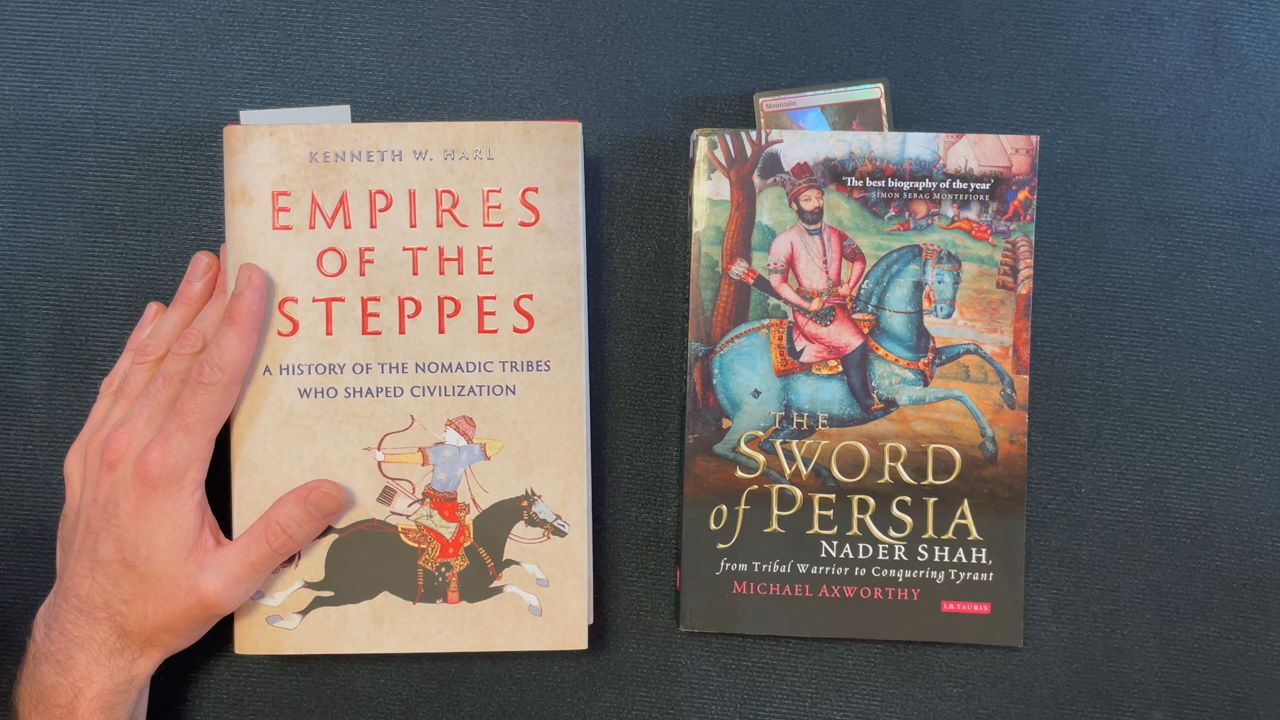 KENNETH W. HARL
EMPIRES
OF THE
STEPPES
A HISTORY OF THE NOMADIC TRIBES
WHO SHAPED CIVILIZATION
Mountain
'The best biography of the year'
SIMON SEBAG MONTEFIORE
THE
SWORD
of PERSIA
NADER SHAH,
from Tribal Warrior to Conquering Tyrant
MICHAEL AXWORTHY
I.B.TAURIS